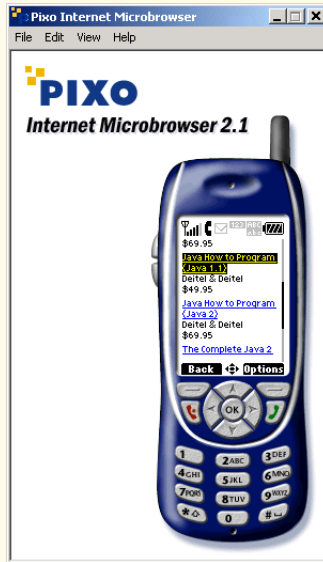 Pixo Internet Microbrowser
File Edit View Help
PIXO
Internet Microbrowser 2.1
123 ABC
$69.95
Java How to Program
(Java 1.1)
Deitel & Deitel
$49.95
Java How to Program
(Java 2)
Deitel & Deitel
$69.95
The Complete Java 2
Back Options
OK
1 2ABC 3DEF
4GHI 5JKL 6MNO
7PQRS 8TUV 9WXYZ
* 0 #